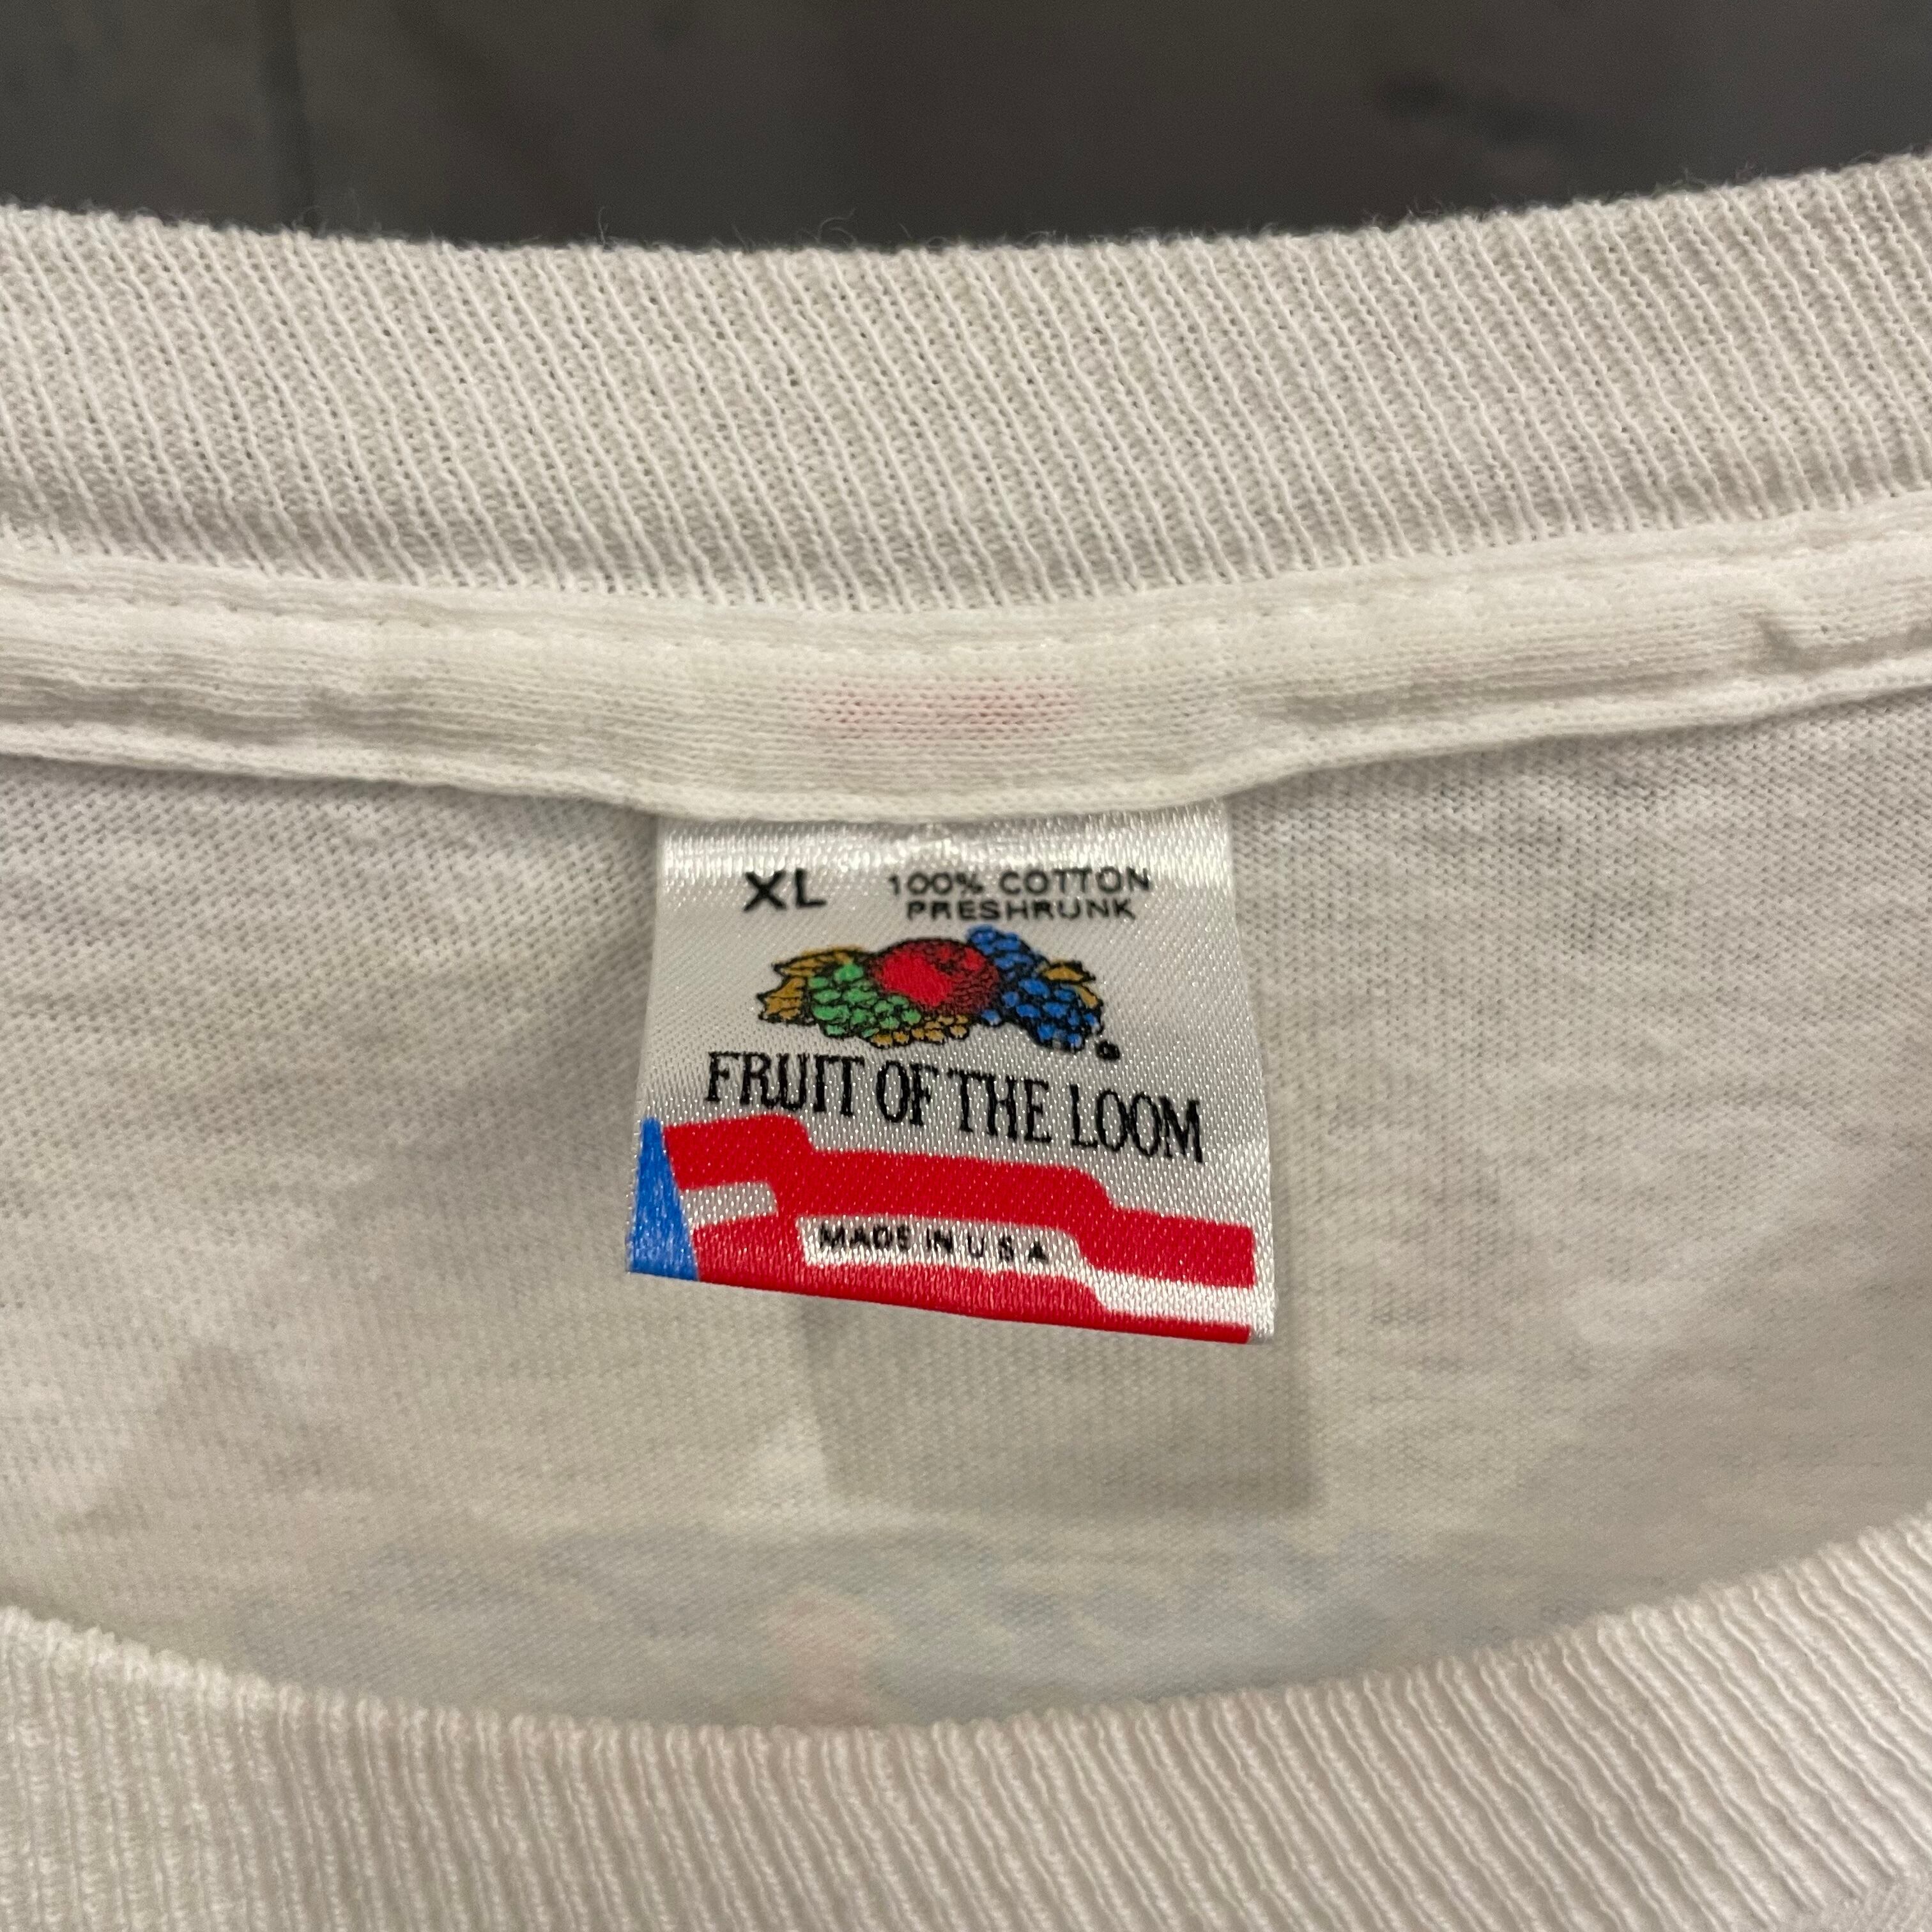 XL 100% COTTON
PRESHRUNK
FRUIT OF THE LOOM
MADE IN U S A